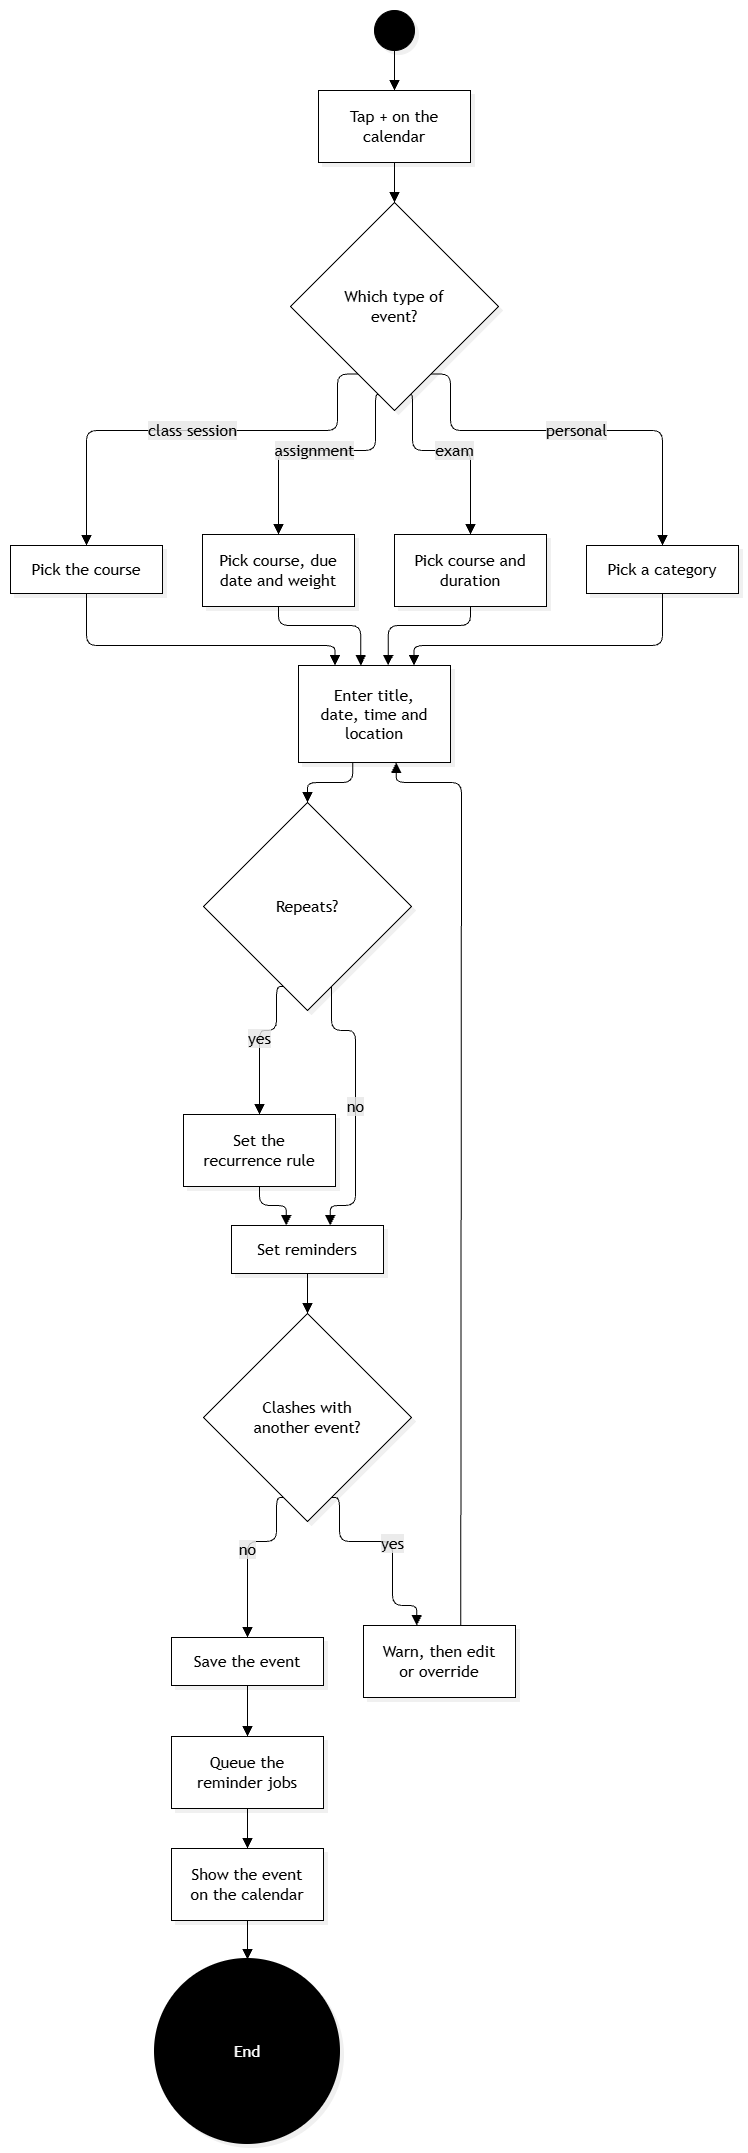 Tap + on the
calendar
Which type of
event?
class session
assignment
exam
personal
Pick the course
Pick course, due
date and weight
Pick course and
duration
Pick a category
Enter title,
date, time and
location
Repeats?
yes
no
Set the
recurrence rule
Set reminders
Clashes with
another event?
no
yes
Save the event
Warn, then edit
or override
Queue the
reminder jobs
Show the event
on the calendar
End